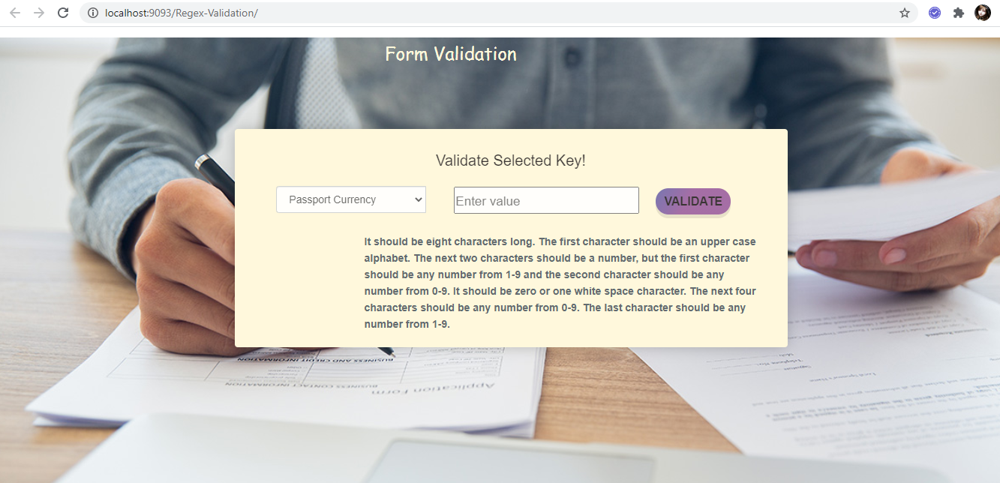 localhost:9093/Regex-Validation/
Form Validation
Validate Selected Key!
Passport Currency
Enter value
VALIDATE
It should be eight characters long. The first character should be an upper case
alphabet. The next two characters should be a number, but the first character
should be any number from 1-9 and the second character should be any
number from 0-9. It should be zero or one white space character. The next four
characters should be any number from 0-9. The last character should be any
number from 1-9.
BUSINESS AND CREDIT INFORMATION
BUSINESS CONTACT INFORMATION
Application Form